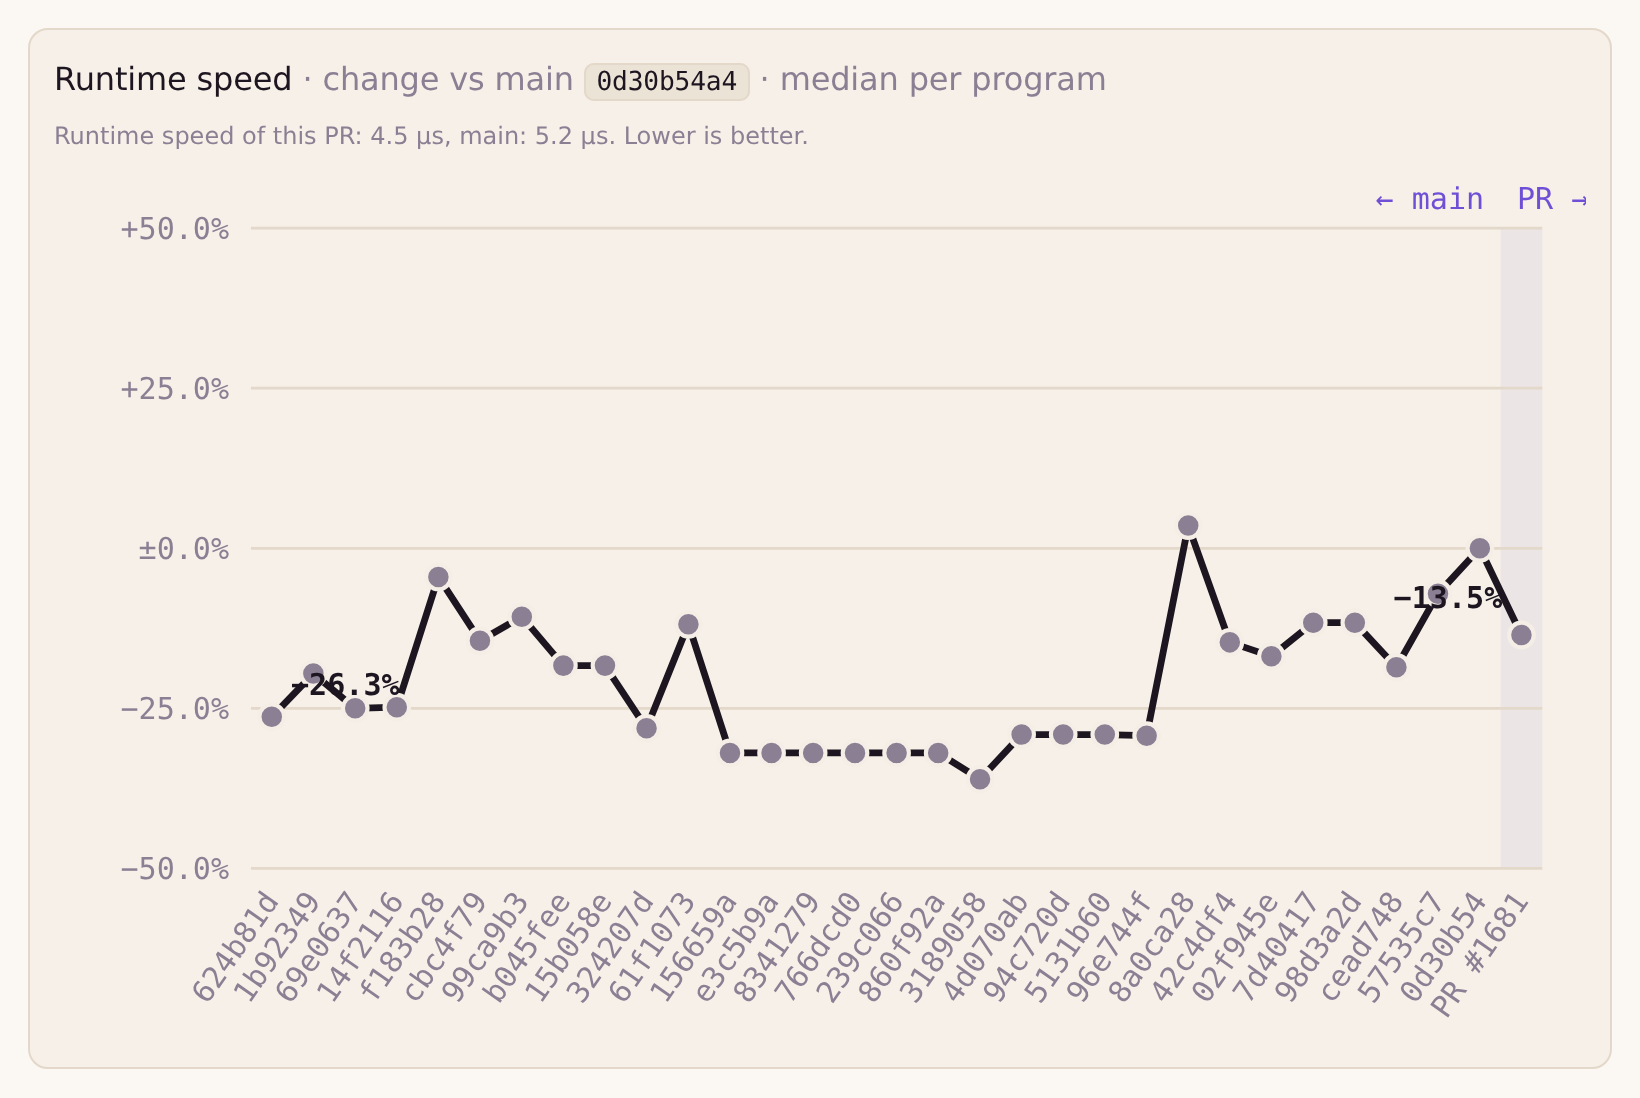 Runtime speed · change vs main 0d30b54a4 · median per program
Runtime speed of this PR: 4.5 µs, main: 5.2 µs. Lower is better.
← main PR →
+50.0%
+25.0%
±0.0%
−25.0%
−50.0%
−26.3%
−13.5%
624b81d
1b92349
69e0637
14f2116
f183b28
cbc4f79
99ca9b3
b045fee
15b058e
324207d
61f1073
156659a
e3c5b9a
8341279
766dcd0
239c066
860f92a
3189058
4d070ab
94c720d
5131b60
96e744f
8a0ca28
42c4df4
02f945e
7d40417
98d3a2d
cead748
57535c7
0d30b54
PR #1681